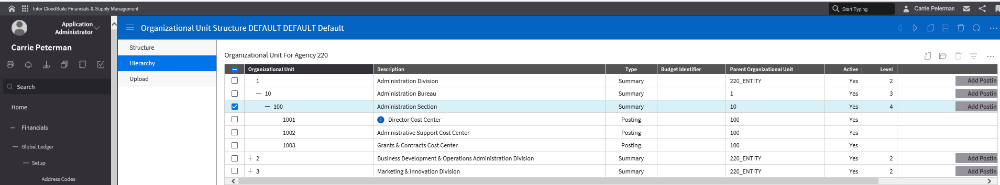 Infor CloudSuite Financials & Supply Management
Start Typing
Carrie Peterman
Application
Administrator
Carrie Peterman
Search
Home
Financials
Global Ledger
Setup
Address Codes
Organizational Unit Structure DEFAULT DEFAULT Default
Structure
Hierarchy
Upload
Organizational Unit For Agency 220
Organizational Unit Description Type Budget Identifier Parent Organizational Unit Active Level
1 Administration Division Summary 220_ENTITY Yes 2 Add Postin
10 Administration Bureau Summary 1 Yes 3 Add Postin
100 Administration Section Summary 10 Yes 4 Add Postin
1001 Director Cost Center Posting 100 Yes
1002 Administrative Support Cost Center Posting 100 Yes
1003 Grants & Contracts Cost Center Posting 100 Yes
2 Business Development & Operations Administration Division Summary 220_ENTITY Yes 2 Add Postin
3 Marketing & Innovation Division Summary 220_ENTITY Yes 2 Add Postin